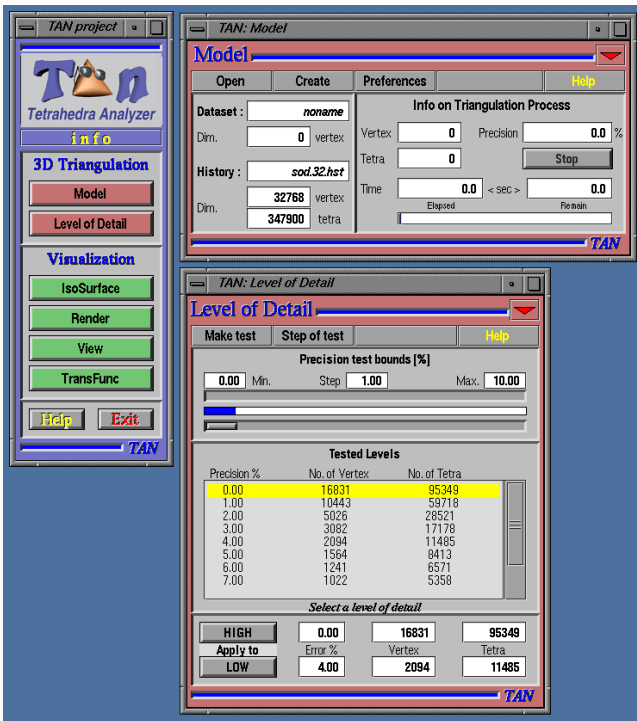 TAN project
TAn
Tetrahedra Analyzer
info
3D Triangulation
Model
Level of Detail
Visualization
IsoSurface
Render
View
TransFunc
Help Exit
TAN
TAN: Model
Model
Open Create Preferences Help
Dataset : noname
Dim. 0 vertex
History : sod.32.hst
Dim. 32768 vertex
347900 tetra
Info on Triangulation Process
Vertex 0 Precision 0.0 %
Tetra 0 Stop
Time 0.0 < sec > 0.0
Elapsed Remain
TAN
TAN: Level of Detail
Level of Detail
Make test Step of test Help
Precision test bounds [%]
0.00 Min. Step 1.00 Max. 10.00
Tested Levels
Precision % No. of Vertex No. of Tetra
0.00 16831 95349
1.00 10443 59718
2.00 5026 28521
3.00 3082 17178
4.00 2094 11485
5.00 1564 8413
6.00 1241 6571
7.00 1022 5358
Select a level of detail
HIGH 0.00 16831 95349
Apply to Error % Vertex Tetra
LOW 4.00 2094 11485
TAN